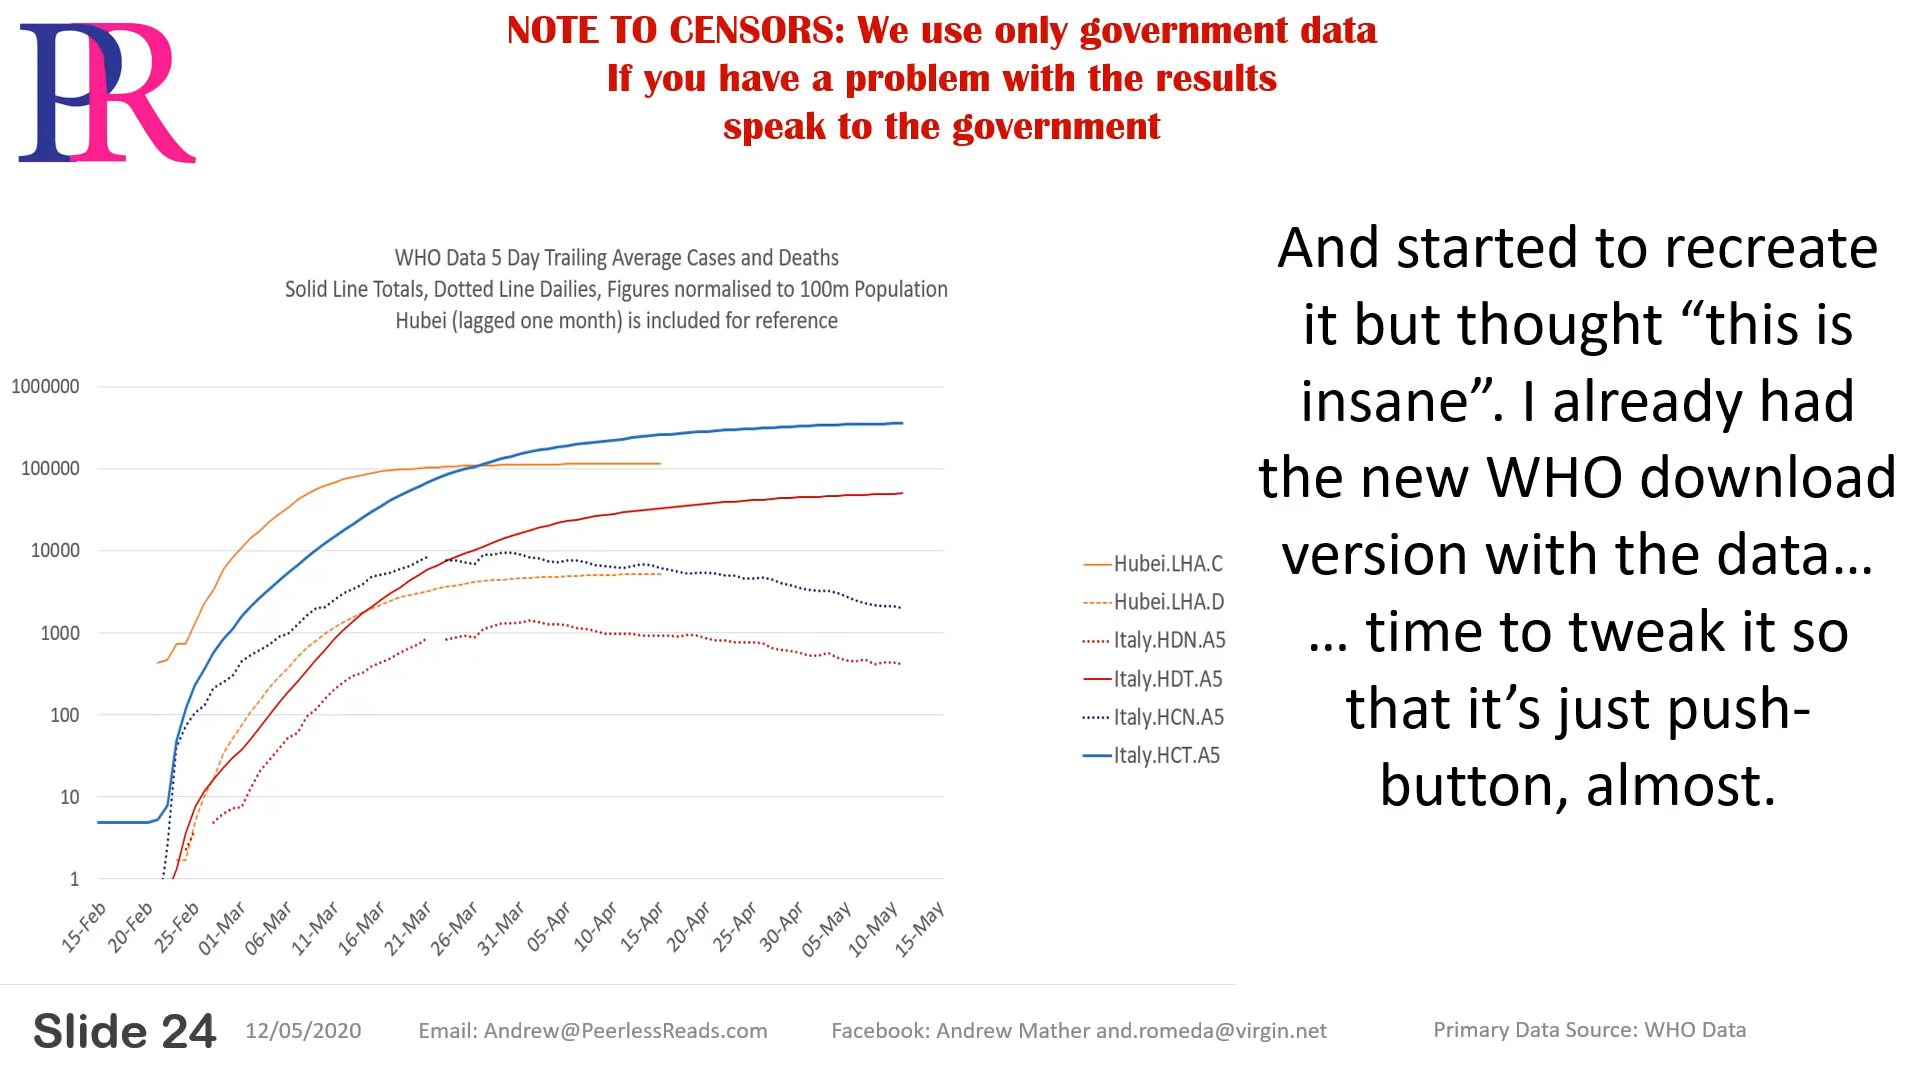 PR
NOTE TO CENSORS: We use only government data
If you have a problem with the results
speak to the government
WHO Data 5 Day Trailing Average Cases and Deaths
Solid Line Totals, Dotted Line Dailies, Figures normalised to 100m Population
Hubei (lagged one month) is included for reference
1000000
100000
10000
1000
100
10
1
15-Feb
20-Feb
25-Feb
01-Mar
06-Mar
11-Mar
16-Mar
21-Mar
26-Mar
31-Mar
05-Apr
10-Apr
15-Apr
20-Apr
25-Apr
30-Apr
05-May
10-May
15-May
Hubei.LHA.C
Hubei.LHA.D
Italy.HDN.A5
Italy.HDT.A5
Italy.HCN.A5
Italy.HCT.A5
And started to recreate
it but thought “this is
insane”. I already had
the new WHO download
version with the data…
… time to tweak it so
that it’s just push-
button, almost.
Slide 24
12/05/2020
Email: Andrew@PeerlessReads.com
Facebook: Andrew Mather and.romeda@virgin.net
Primary Data Source: WHO Data